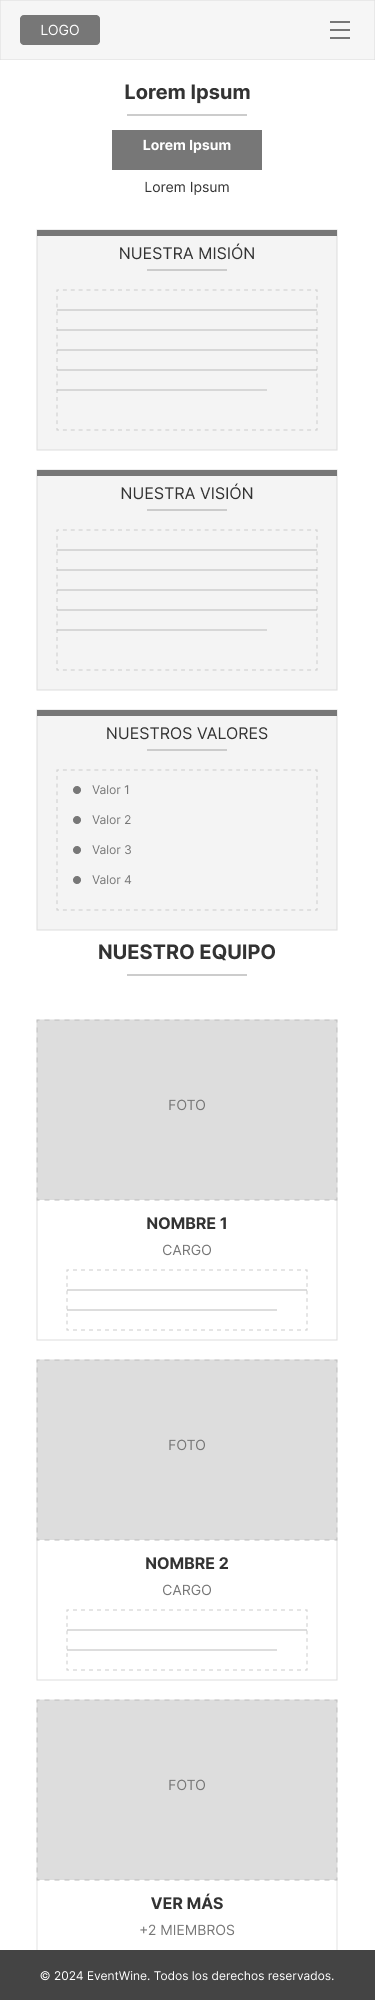 LOGO
Lorem Ipsum
Lorem Ipsum
Lorem Ipsum
NUESTRA MISIÓN
NUESTRA VISIÓN
NUESTROS VALORES
Valor 1
Valor 2
Valor 3
Valor 4
NUESTRO EQUIPO
FOTO
NOMBRE 1
CARGO
FOTO
NOMBRE 2
CARGO
FOTO
VER MÁS
+2 MIEMBROS
© 2024 EventWine. Todos los derechos reservados.